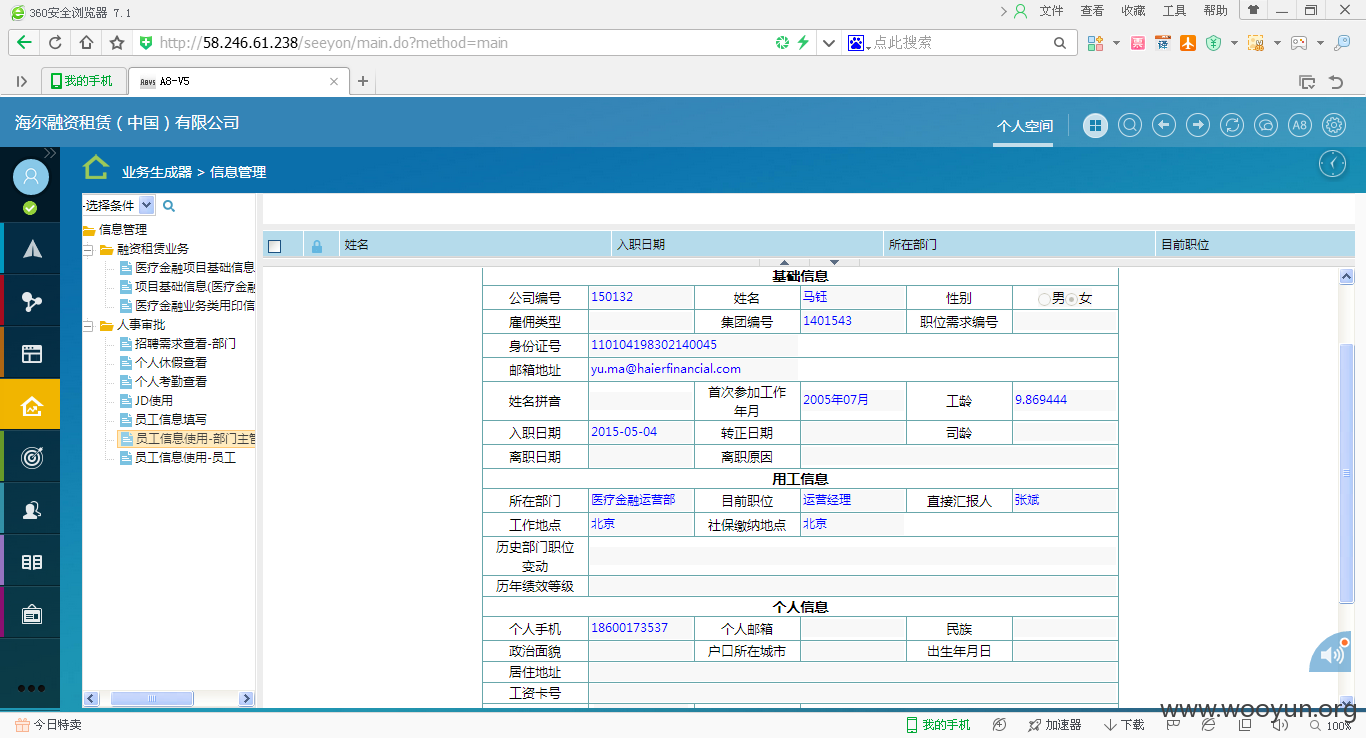 360安全浏览器 7.1
文件 查看 收藏 工具 帮助
http://58.246.61.238/seeyon/main.do?method=main
点此搜索
我的手机
A8-V5
海尔融资租赁（中国）有限公司
个人空间
A8
业务生成器 > 信息管理
-选择条件
信息管理
融资租赁业务
医疗金融项目基础信息
项目基础信息(医疗金融
医疗金融业务类用印信
人事审批
招聘需求查看-部门
个人休假查看
个人考勤查看
JD使用
员工信息填写
员工信息使用-部门主管
员工信息使用-员工
姓名 入职日期 所在部门 目前职位
基础信息
公司编号 150132 姓名 马钰 性别 男 女
雇佣类型 集团编号 1401543 职位需求编号
身份证号 110104198302140045
邮箱地址 yu.ma@haierfinancial.com
姓名拼音 首次参加工作年月 2005年07月 工龄 9.869444
入职日期 2015-05-04 转正日期 司龄
离职日期 离职原因
用工信息
所在部门 医疗金融运营部 目前职位 运营经理 直接汇报人 张斌
工作地点 北京 社保缴纳地点 北京
历史部门职位变动
历年绩效等级
个人信息
个人手机 18600173537 个人邮箱 民族
政治面貌 户口所在城市 出生年月日
居住地址
工资卡号
www.wooyun.org
今日特卖
我的手机 加速器 下载 100%